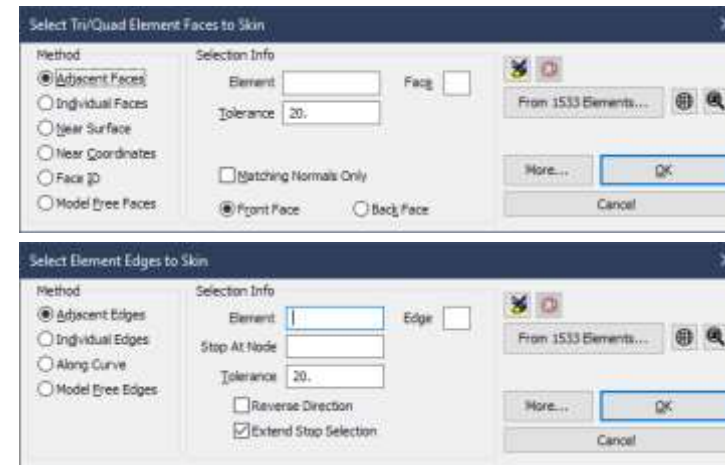 Select Tri/Quad Element Faces to Skin
Method
Adjacent Faces
Individual Faces
Near Surface
Near Coordinates
Face ID
Model Free Faces
Selection Info
Element
Face
Tolerance 20.
Matching Normals Only
Front Face Back Face
From 1533 Elements...
More... OK
Cancel
Select Element Edges to Skin
Method
Adjacent Edges
Individual Edges
Along Curve
Model Free Edges
Selection Info
Element
Edge
Stop At Node
Tolerance 20.
Reverse Direction
Extend Stop Selection
From 1533 Elements...
More... OK
Cancel